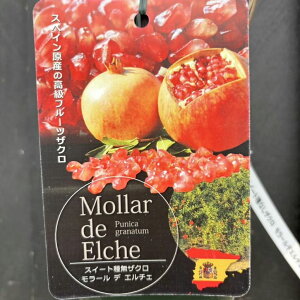 スペイン原産の高級フルーツザクロ
Mollar
de
Punica
granatum
Elche
スイート種無ザクロ
モラール デ エルチェ